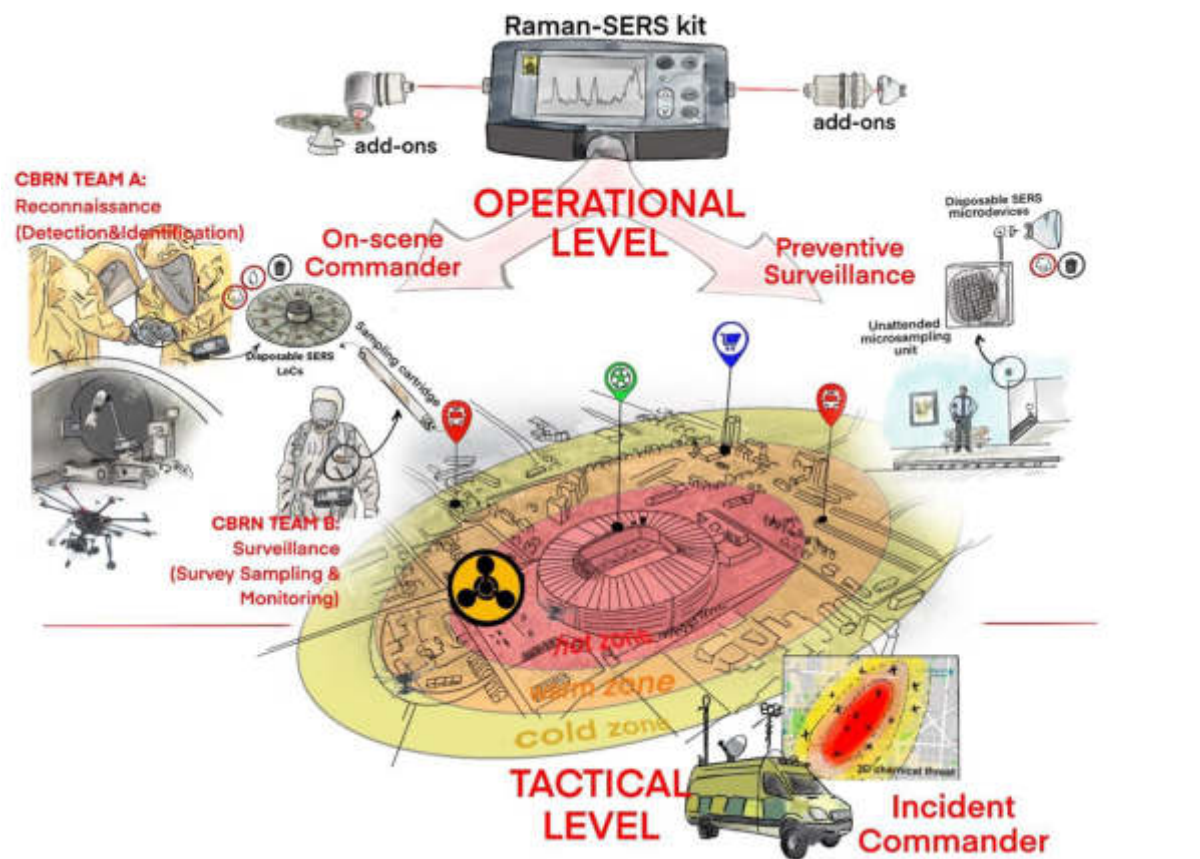 Raman-SERS kit
add-ons
add-ons
OPERATIONAL
LEVEL
CBRN TEAM A:
Reconnaissance
(Detection&Identification)
On-scene
Commander
Preventive
Surveillance
Disposable SERS
microdevices
Unattended
microsampling
unit
Disposable SERS
LoCs
Sampling cartridge
CBRN TEAM B:
Surveillance
(Survey Sampling &
Monitoring)
hot zone
warm zone
cold zone
2D chemical threat
TACTICAL
LEVEL
Incident
Commander